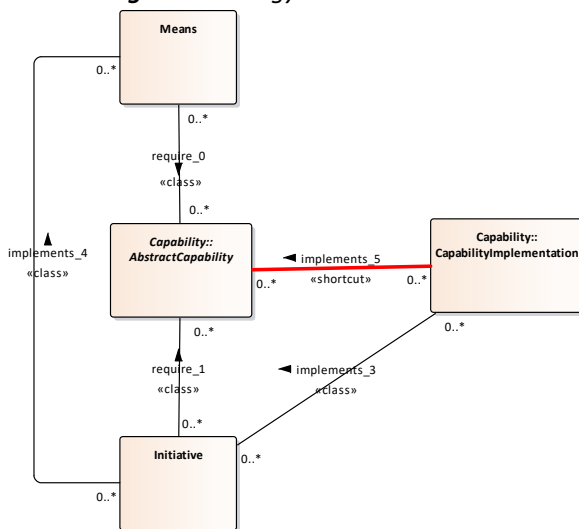 Means
0..*
0..*
require_0
«class»
0..*
Capability::
AbstractCapability
Capability::
CapabilityImplementation
implements_4
«class»
implements_5
0..*
0..*
«shortcut»
0..*
0..*
require_1
«class»
implements_3
«class»
0..*
Initiative
0..*
0..*